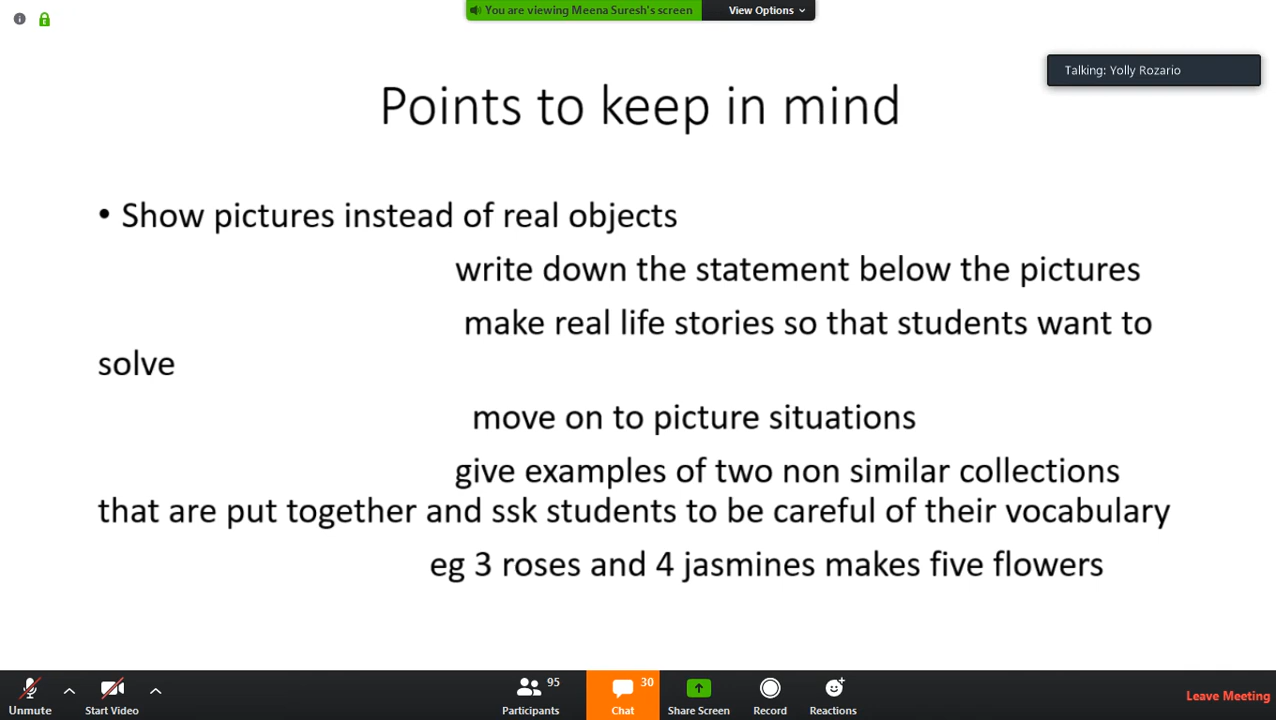 You are viewing Meena Suresh's screen
View Options
Talking: Yolly Rozario
Points to keep in mind
• Show pictures instead of real objects
write down the statement below the pictures
make real life stories so that students want to
solve
move on to picture situations
give examples of two non similar collections
that are put together and ssk students to be careful of their vocabulary
eg 3 roses and 4 jasmines makes five flowers
95
30
Unmute
Start Video
Participants
Chat
Share Screen
Record
Reactions
Leave Meeting